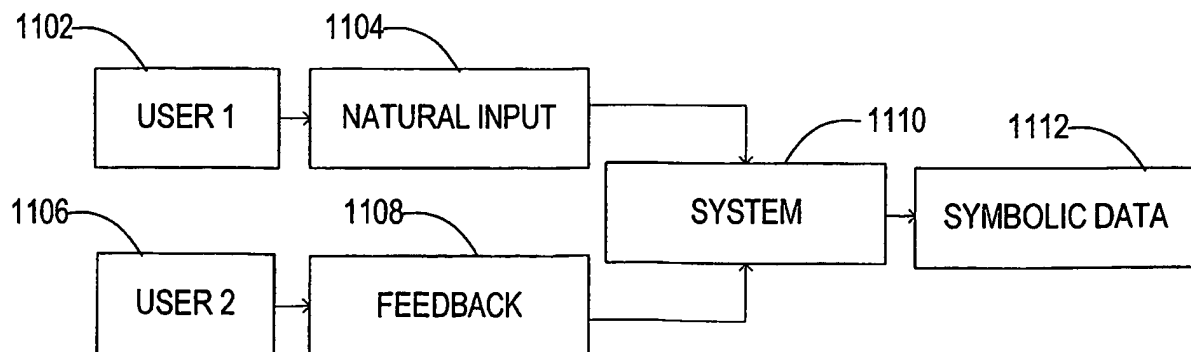 1102
1104
USER 1
NATURAL INPUT
1110
1112
SYSTEM
SYMBOLIC DATA
1106
1108
USER 2
FEEDBACK